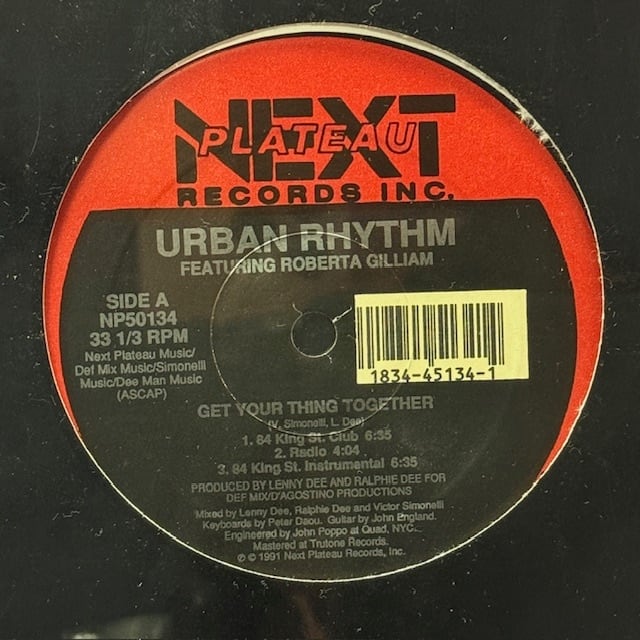 NEXT
PLATEAU
RECORDS INC.
URBAN RHYTHM
FEATURING ROBERTA GILLIAM
SIDE A
NP50134
33 1/3 RPM
Next Plateau Music/
Def Mix Music/Simonelli
Music/Dee Man Music
(ASCAP)
1834-45134-1
GET YOUR THING TOGETHER
(V. Simonelli, L. Dee)
1. 84 King St. Club 6:35
2. Radio 4:04
3. 84 King St. Instrumental 6:35
PRODUCED BY LENNY DEE AND RALPHIE DEE FOR
DEF MIX/D'AGOSTINO PRODUCTIONS
Mixed by Lenny Dee, Ralphie Dee and Victor Simonelli
Keyboards by Peter Daou. Guitar by John England.
Engineered by John Poppo at Quad, NYC.
Mastered at Trutone Records.
℗ © 1991 Next Plateau Records, Inc.